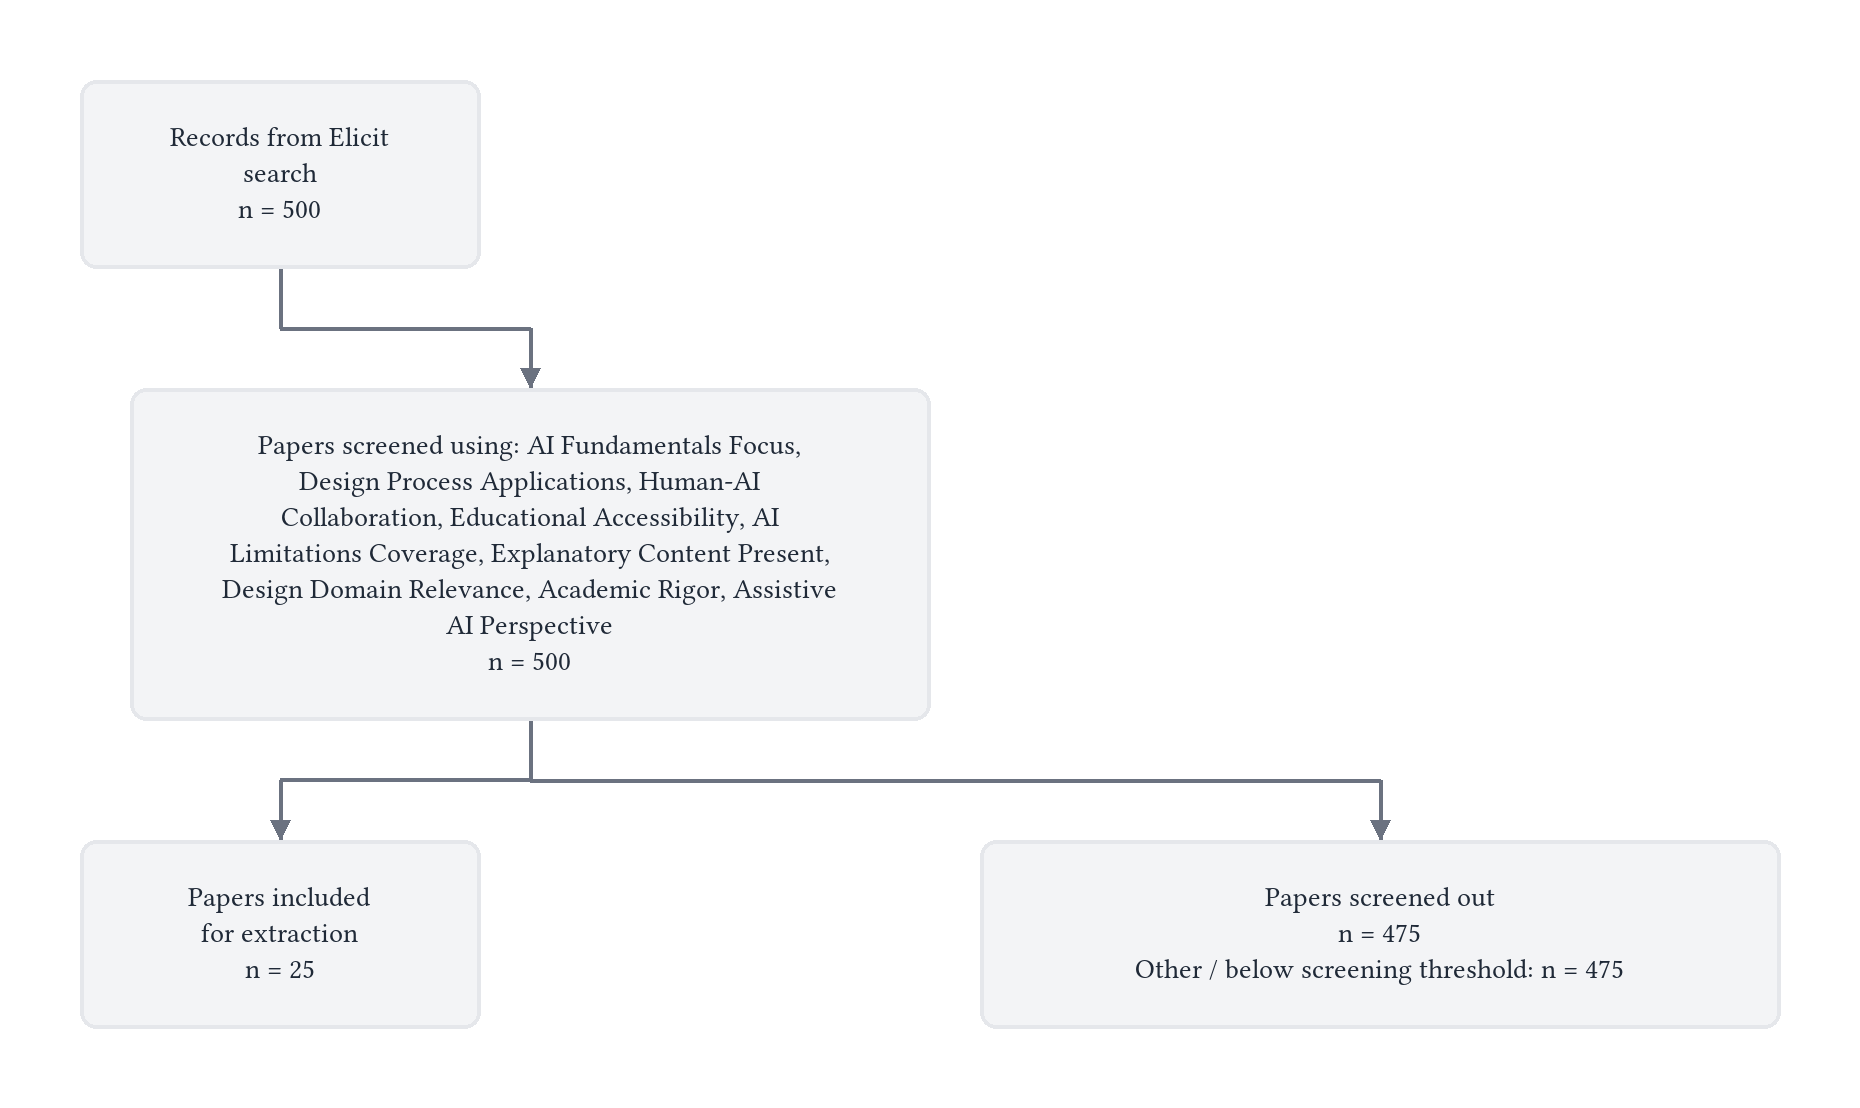 Records from Elicit
search
n = 500
Papers screened using: AI Fundamentals Focus,
Design Process Applications, Human-AI
Collaboration, Educational Accessibility, AI
Limitations Coverage, Explanatory Content Present,
Design Domain Relevance, Academic Rigor, Assistive
AI Perspective
n = 500
Papers included
for extraction
n = 25
Papers screened out
n = 475
Other / below screening threshold: n = 475